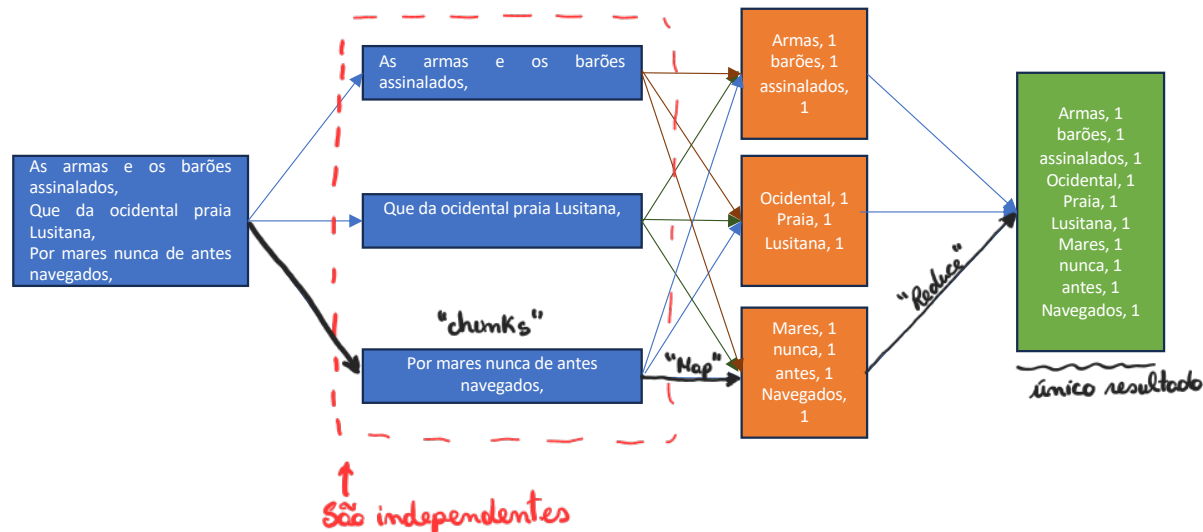 As armas e os barões
assinalados,
Que da ocidental praia
Lusitana,
Por mares nunca de antes
navegados,
As armas e os barões
assinalados,
Que da ocidental praia Lusitana,
"chunks"
Por mares nunca de antes
navegados,
São independentes
"Map"
Armas, 1
barões, 1
assinalados,
1
Ocidental, 1
Praia, 1
Lusitana, 1
Mares, 1
nunca, 1
antes, 1
Navegados,
1
"Reduce"
Armas, 1
barões, 1
assinalados, 1
Ocidental, 1
Praia, 1
Lusitana, 1
Mares, 1
nunca, 1
antes, 1
Navegados, 1
único resultado